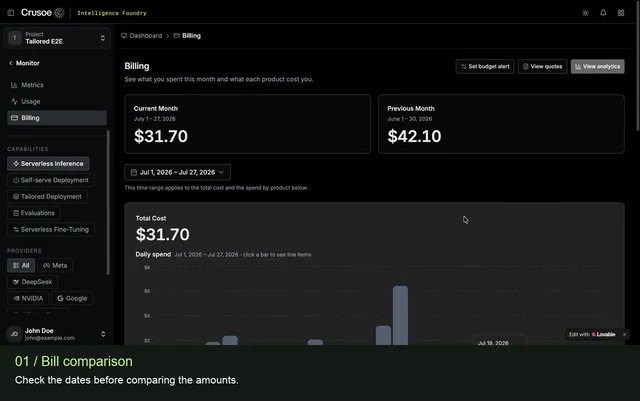 Crusoe
Intelligence Foundry
T
Project
Tailored E2E
Monitor
Metrics
Usage
Billing
CAPABILITIES
Serverless Inference
Self-serve Deployment
Tailored Deployment
Evaluations
Serverless Fine-Tuning
PROVIDERS
All
Meta
DeepSeek
NVIDIA
Google
JD
John Doe
john@example.com
Dashboard > Billing
Billing
See what you spent this month and what each product cost you.
Set budget alert
View quotes
View analytics
Current Month
July 1 – 27, 2026
$31.70
Previous Month
June 1 – 30, 2026
$42.10
Jul 1, 2026 – Jul 27, 2026
This time range applies to the total cost and the spend by product below.
Total Cost
$31.70
Daily spend Jul 1, 2026 – Jul 27, 2026 · click a bar to see line items
$8
$6
$4
$2
Jul 19, 2026
Edit with Lovable ×
01 / Bill comparison
Check the dates before comparing the amounts.